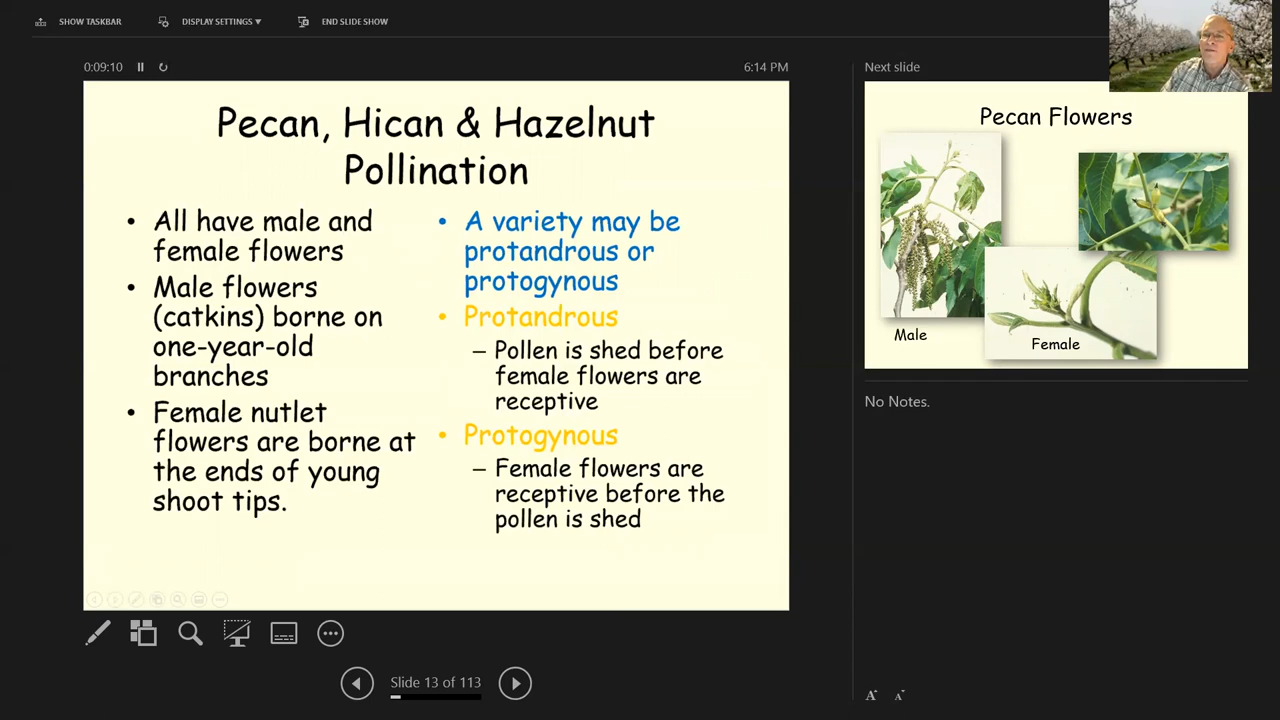 SHOW TASKBAR
DISPLAY SETTINGS ▾
END SLIDE SHOW
0:09:10
6:14 PM
Pecan, Hican & Hazelnut
Pollination
• All have male and
female flowers
• Male flowers
(catkins) borne on
one-year-old
branches
• Female nutlet
flowers are borne at
the ends of young
shoot tips.
• A variety may be
protandrous or
protogynous
• Protandrous
– Pollen is shed before
female flowers are
receptive
• Protogynous
– Female flowers are
receptive before the
pollen is shed
Slide 13 of 113
Next slide
Pecan Flowers
Male
Female
No Notes.
A A